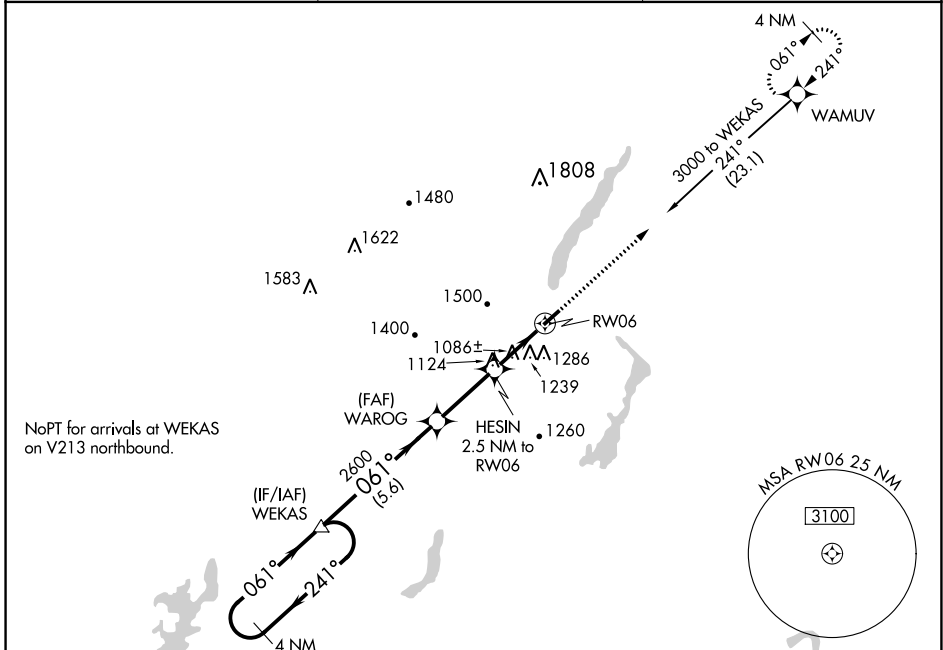 4 NM
061°
241°
WAMUV
3000 to WEKAS
241°
(23.1)
1808
1480
1622
1583
1500
1400
RW06
1086±
1124
1286
1239
(FAF)
WAROG
HESIN
2.5 NM to
RW06
1260
NoPT for arrivals at WEKAS
on V213 northbound.
2600
061°
(5.6)
(IF/IAF)
WEKAS
061°
241°
4 NM
MSA RW06 25 NM
3100